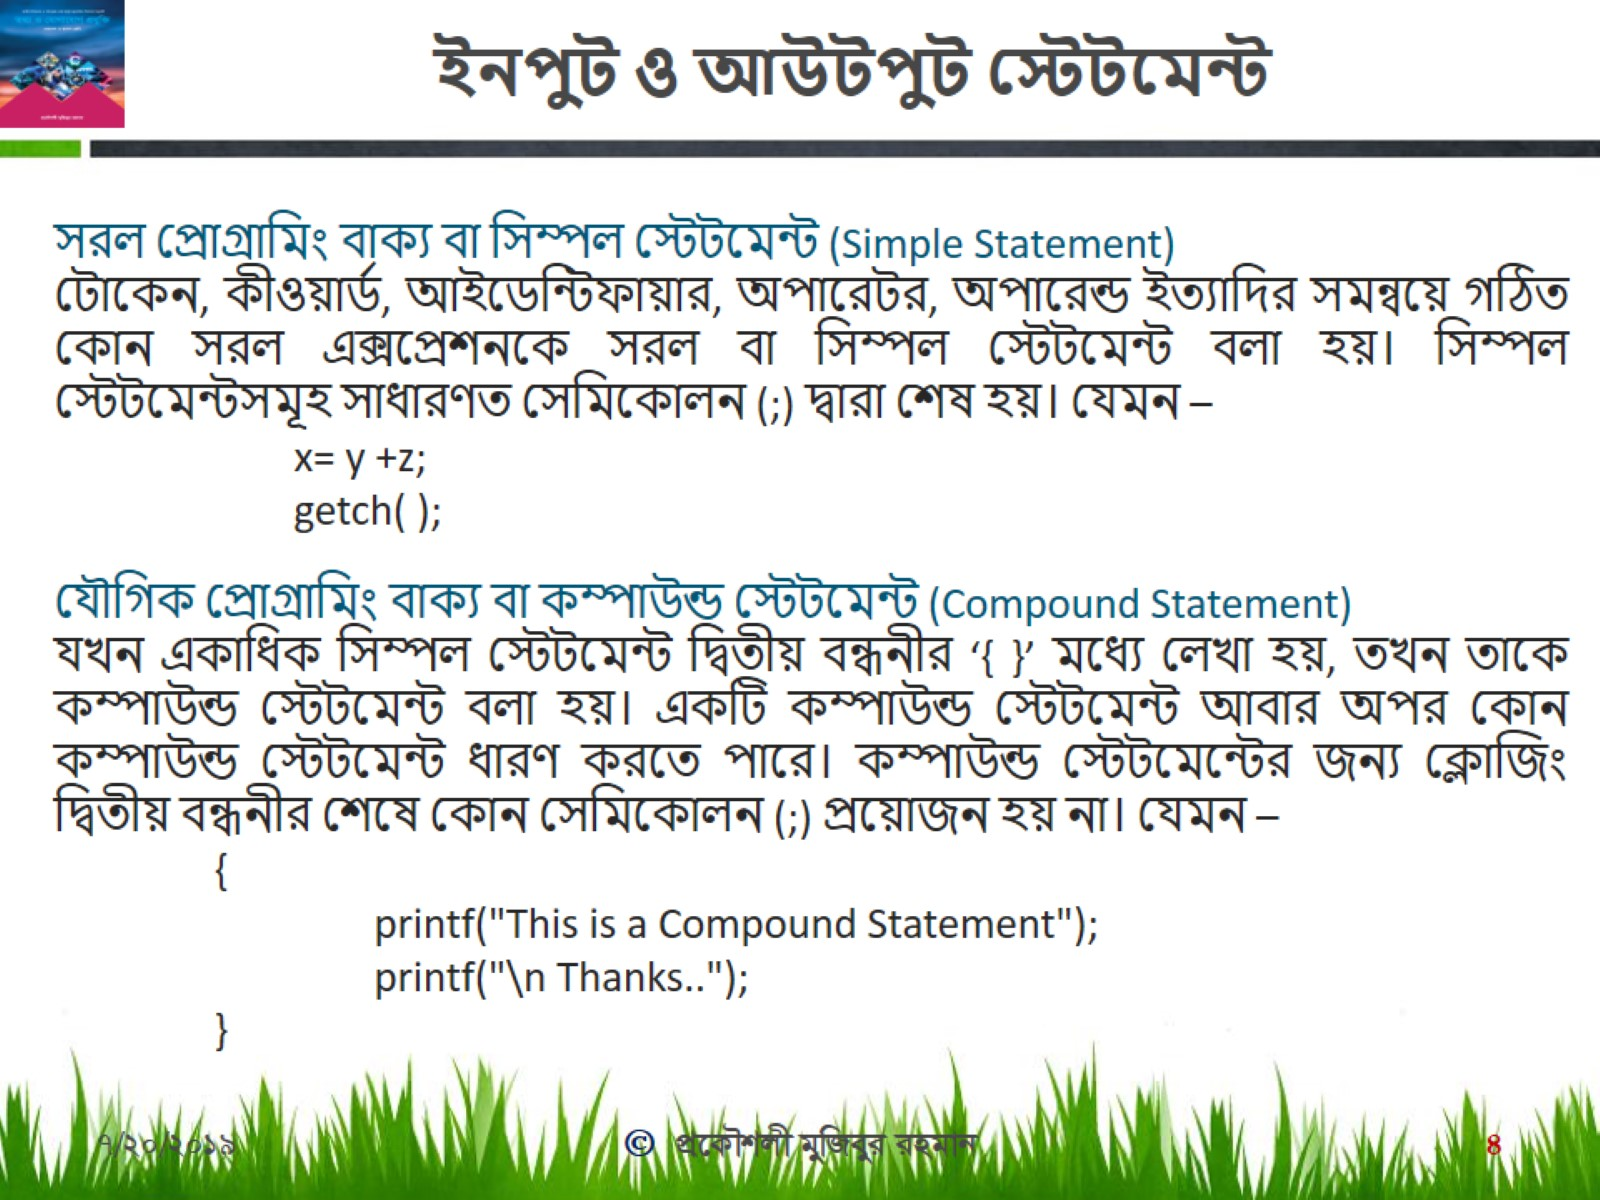 ইনপুট ও আউটপুট স্টেটমেন্ট
সরল প্রোগ্রামিং বাক্য বা সিম্পল স্টেটমেন্ট (Simple Statement)
টোকেন, কীওয়ার্ড, আইডেন্টিফায়ার, অপারেটর, অপারেন্ড ইত্যাদির সমন্বয়ে গঠিত
কোন সরল এক্সপ্রেশনকে সরল বা সিম্পল স্টেটমেন্ট বলা হয়। সিম্পল
স্টেটমেন্টসমূহ সাধারণত সেমিকোলন (;) দ্বারা শেষ হয়। যেমন –
x= y +z;
getch( );
যৌগিক প্রোগ্রামিং বাক্য বা কম্পাউন্ড স্টেটমেন্ট (Compound Statement)
যখন একাধিক সিম্পল স্টেটমেন্ট দ্বিতীয় বন্ধনীর ‘{ }’ মধ্যে লেখা হয়, তখন তাকে
কম্পাউন্ড স্টেটমেন্ট বলা হয়। একটি কম্পাউন্ড স্টেটমেন্ট আবার অপর কোন
কম্পাউন্ড স্টেটমেন্ট ধারণ করতে পারে। কম্পাউন্ড স্টেটমেন্টের জন্য ক্লোজিং
দ্বিতীয় বন্ধনীর শেষে কোন সেমিকোলন (;) প্রয়োজন হয় না। যেমন –
{
printf("This is a Compound Statement");
printf("\n Thanks..");
}
৭/২০/২০১৯
© প্রকৌশলী মুজিবুর রহমান
8